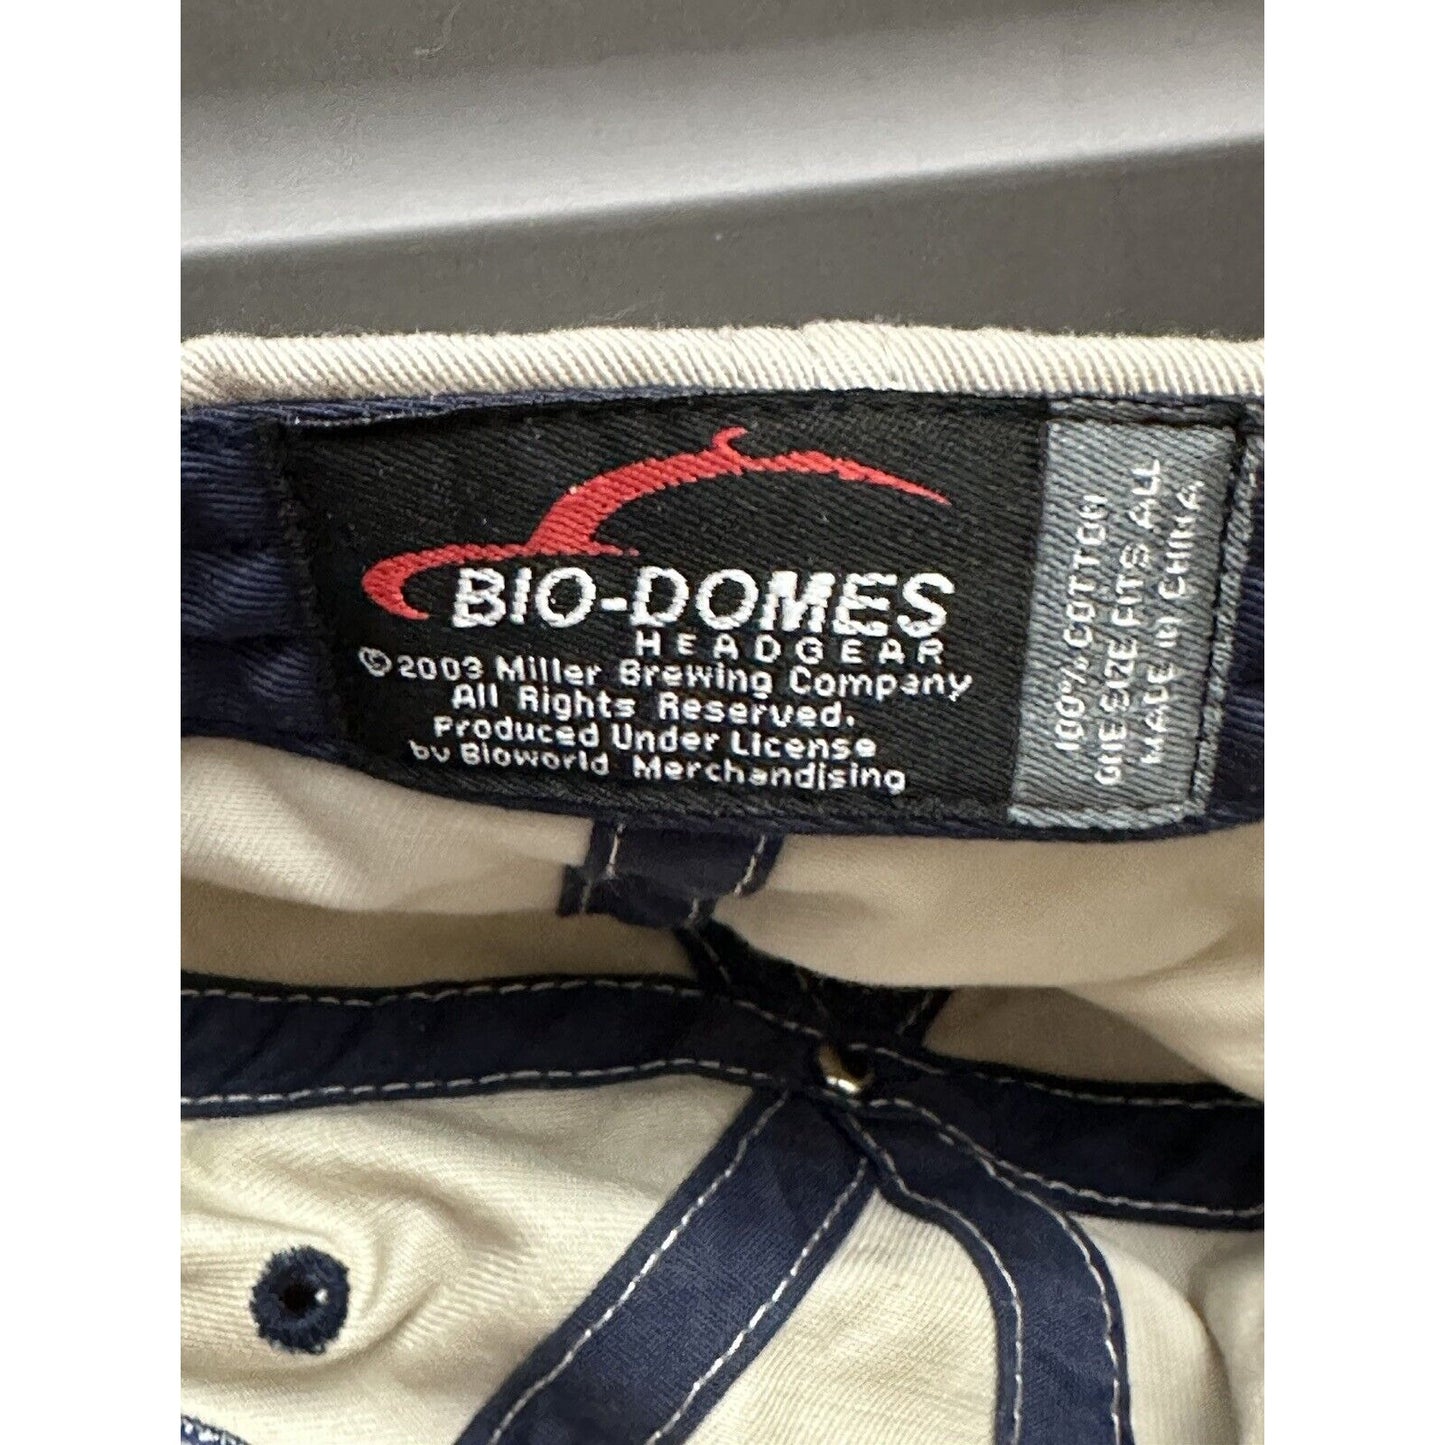 BIO-DOMES
HEADGEAR
©2003 Miller Brewing Company
All Rights Reserved.
Produced Under License
by Bioworld Merchandising
100% COTTON
ONE SIZE FITS ALL
MADE IN CHINA